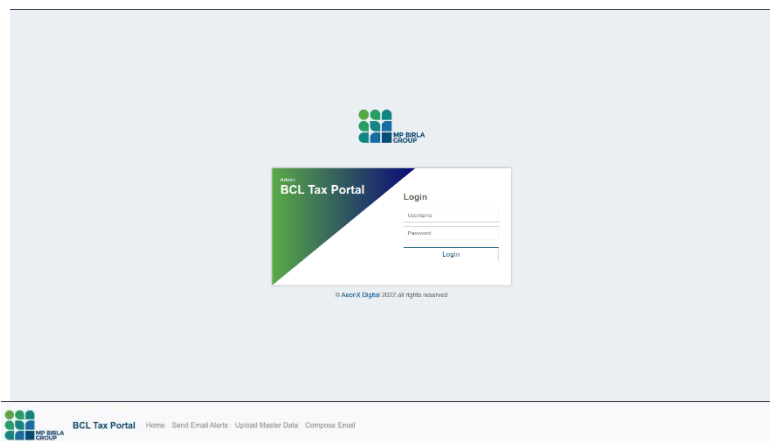 MP BIRLA
GROUP
Admin
BCL Tax Portal
Login
Username
Password
Login
© AeonX Digital 2022 all rights reserved
MP BIRLA
GROUP
BCL Tax Portal Home Send Email Alerts Upload Master Data Compose Email